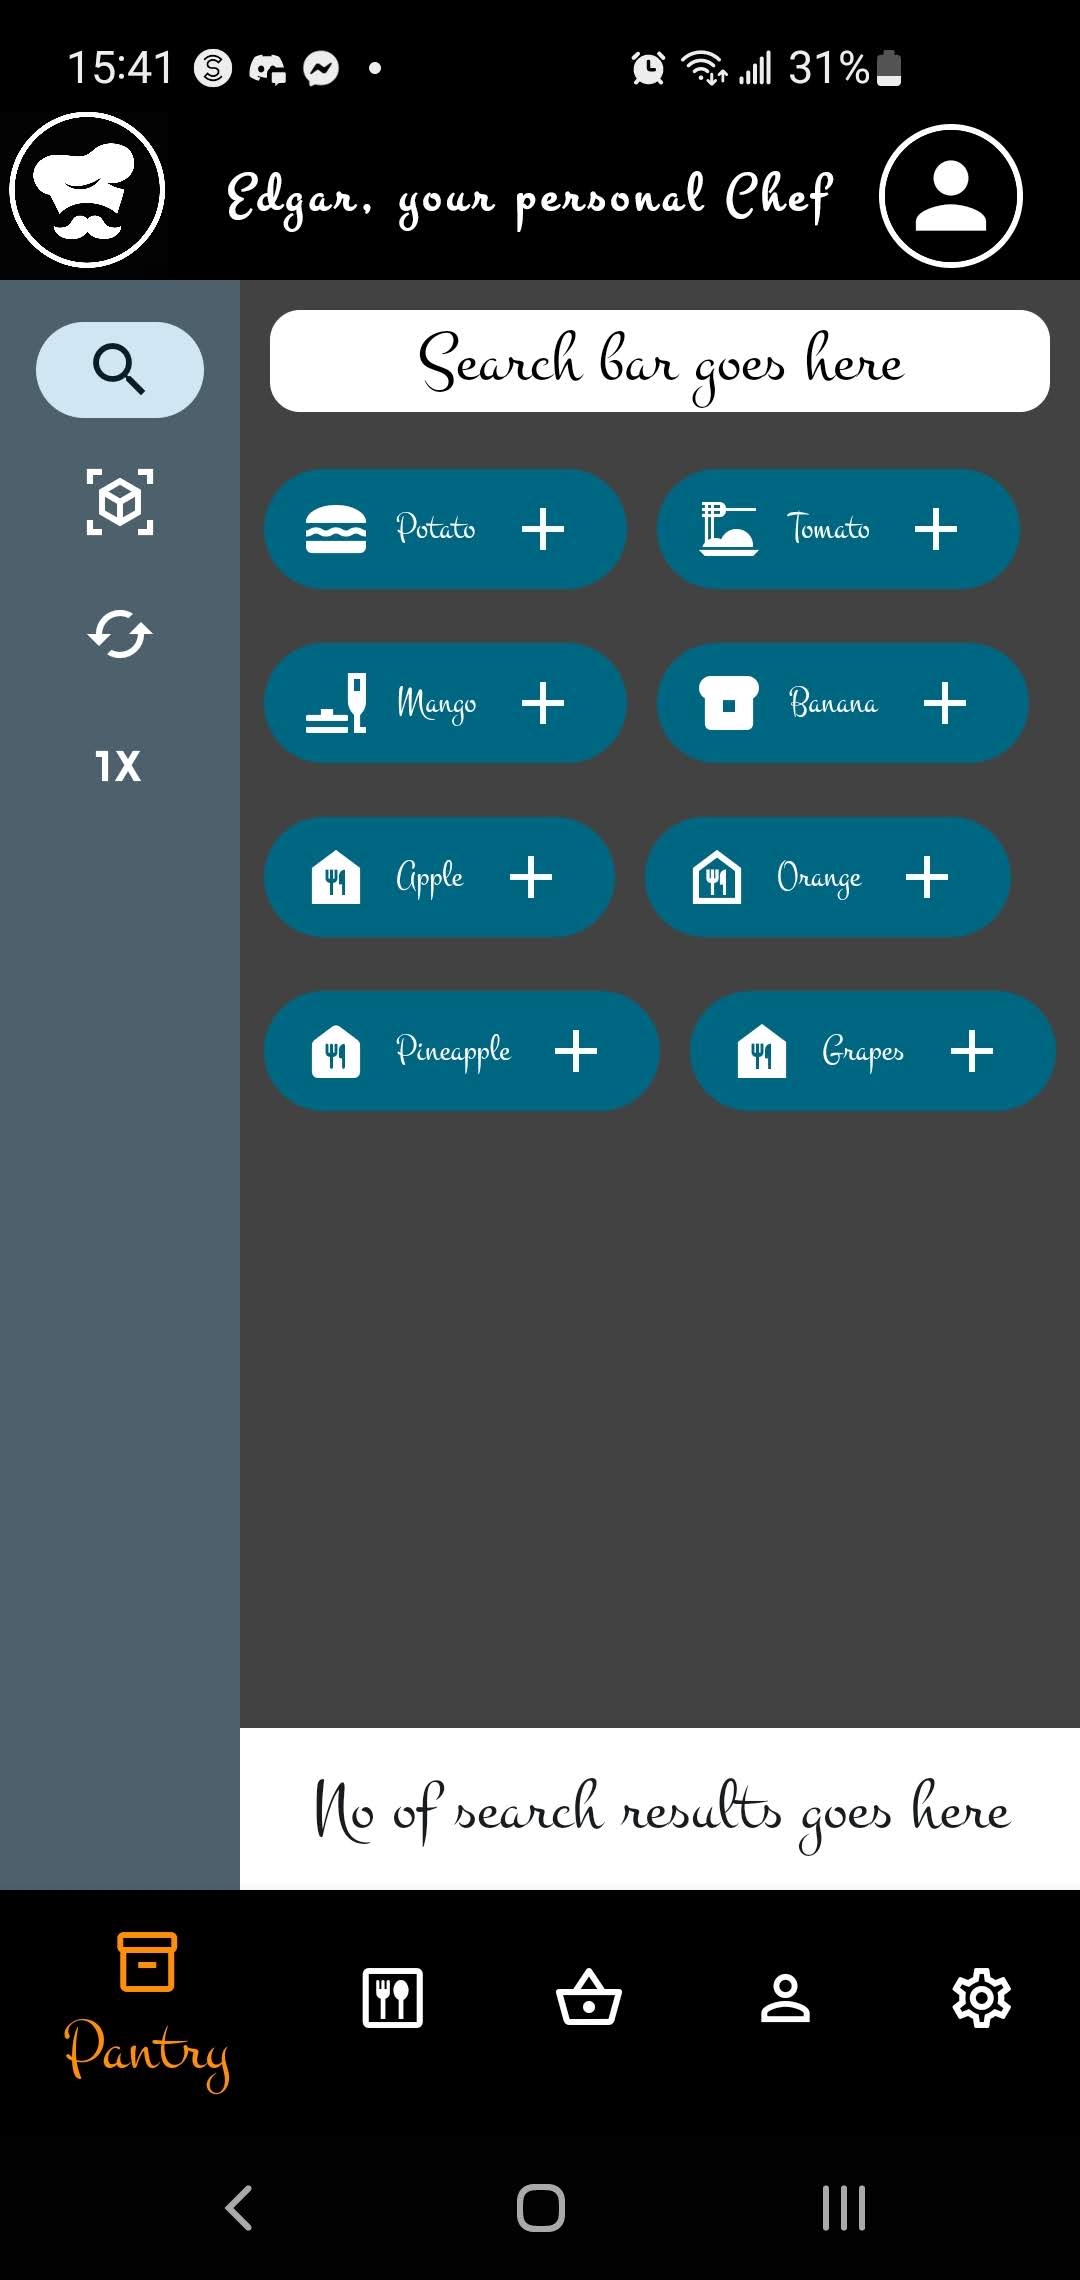 15:41
31%
Edgar, your personal Chef
Search bar goes here
Potato
Tomato
Mango
Banana
1X
Apple
Orange
Pineapple
Grapes
No of search results goes here
Pantry